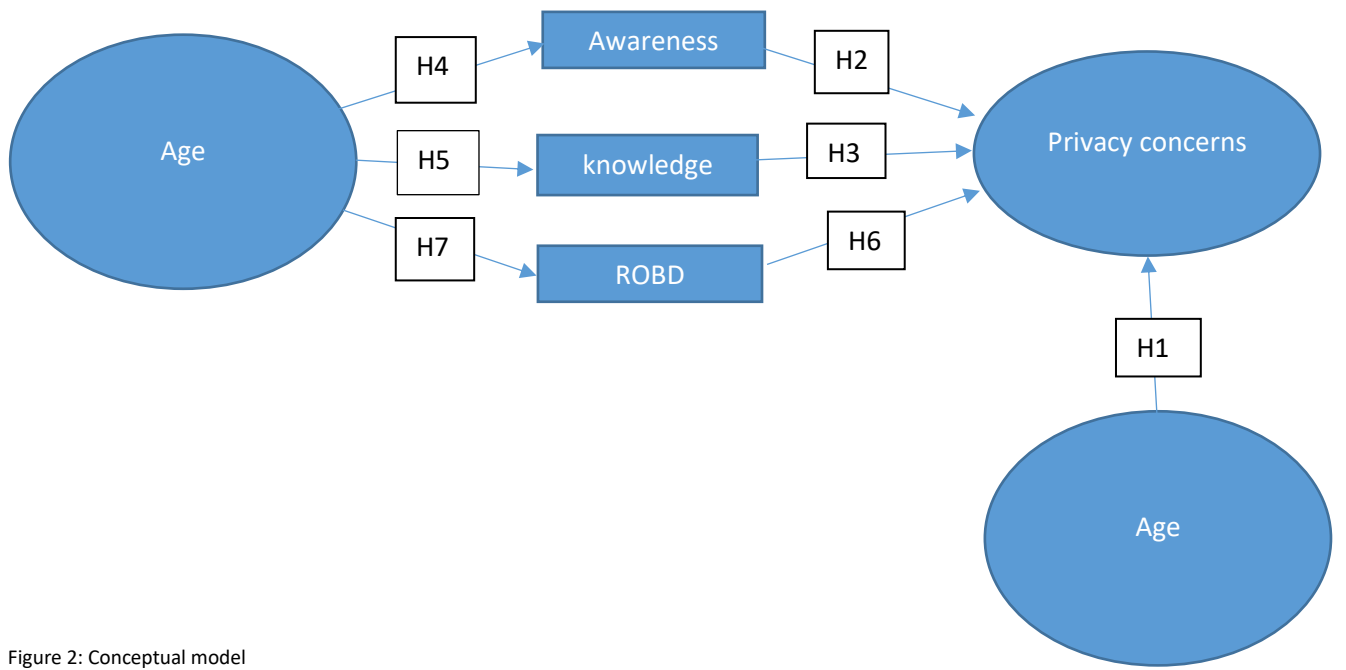 Awareness
H4
H2
Age
H5
knowledge
H3
Privacy concerns
H7
H6
ROBD
H1
Age
Figure 2: Conceptual model